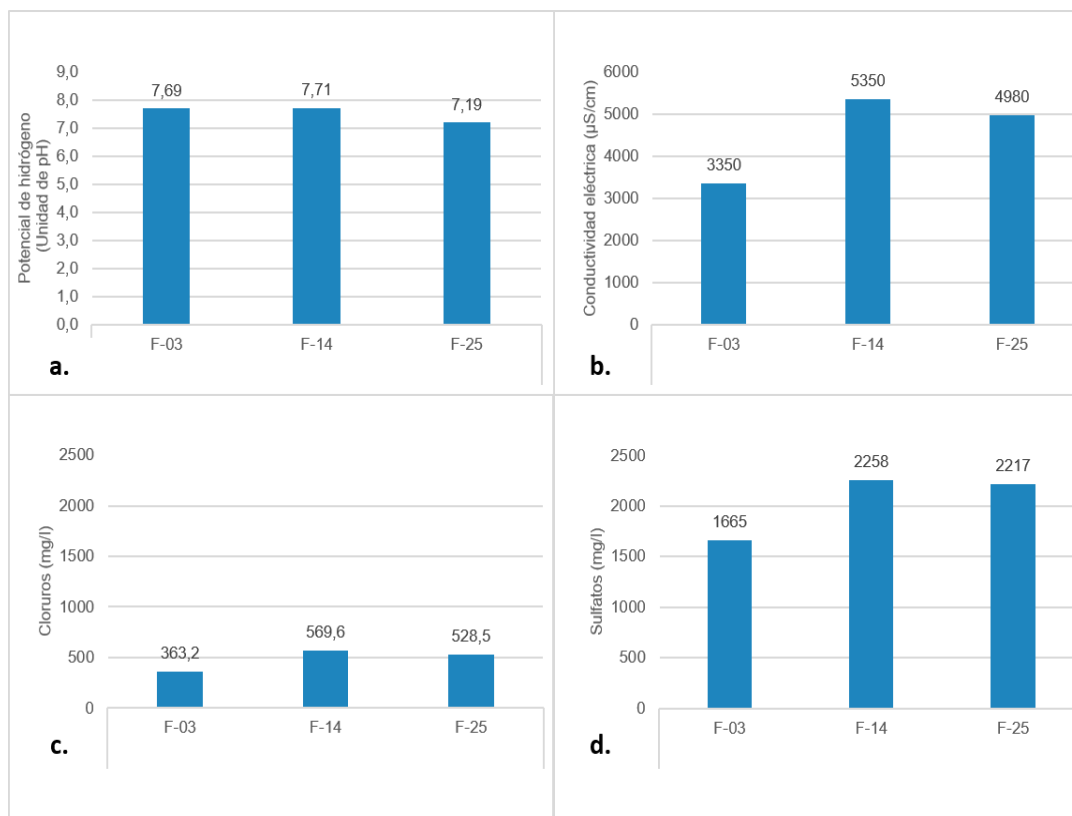 Potencial de hidrógeno
(Unidad de pH)
9,0
8,0
7,0
6,0
5,0
4,0
3,0
2,0
1,0
0,0
7,69
7,71
7,19
F-03
F-14
F-25
a.
Conductividad eléctrica (µS/cm)
6000
5000
4000
3000
2000
1000
0
3350
5350
4980
F-03
F-14
F-25
b.
Cloruros (mg/l)
2500
2000
1500
1000
500
0
363,2
569,6
528,5
F-03
F-14
F-25
c.
Sulfatos (mg/l)
2500
2000
1500
1000
500
0
1665
2258
2217
F-03
F-14
F-25
d.